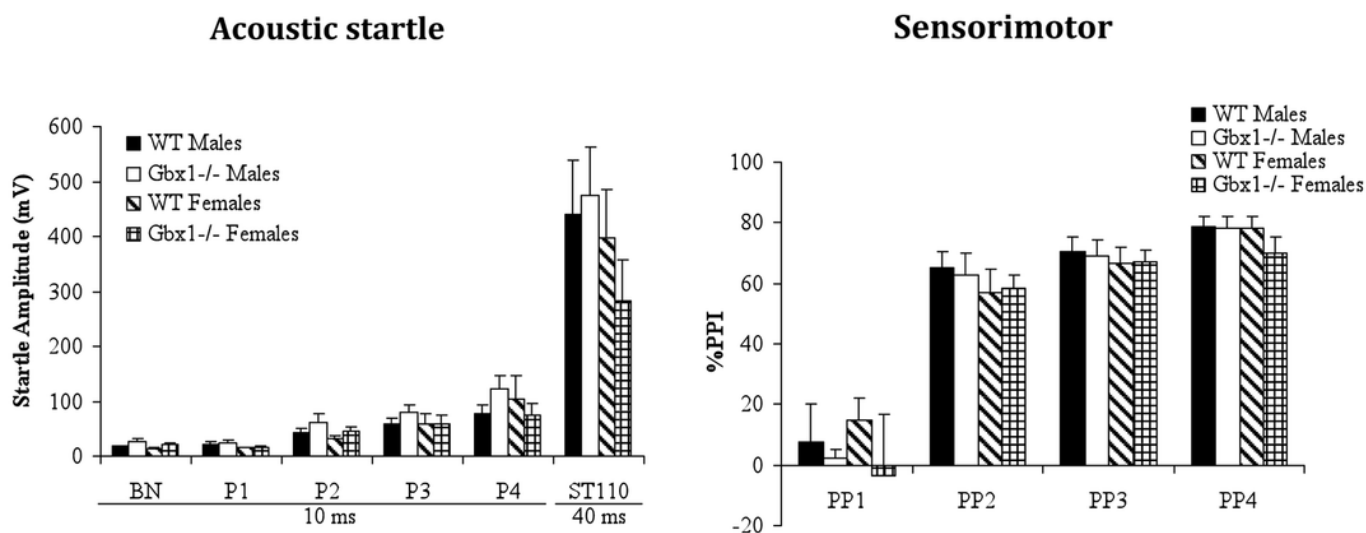 Acoustic startle
Startle Amplitude (mV)
600
500
400
300
200
100
0
WT Males
Gbx1-/- Males
WT Females
Gbx1-/- Females
BN P1 P2 P3 P4 ST110
10 ms 40 ms
Sensorimotor
WT Males
Gbx1-/- Males
WT Females
Gbx1-/- Females
%PPI
100
80
60
40
20
0
-20
PP1 PP2 PP3 PP4